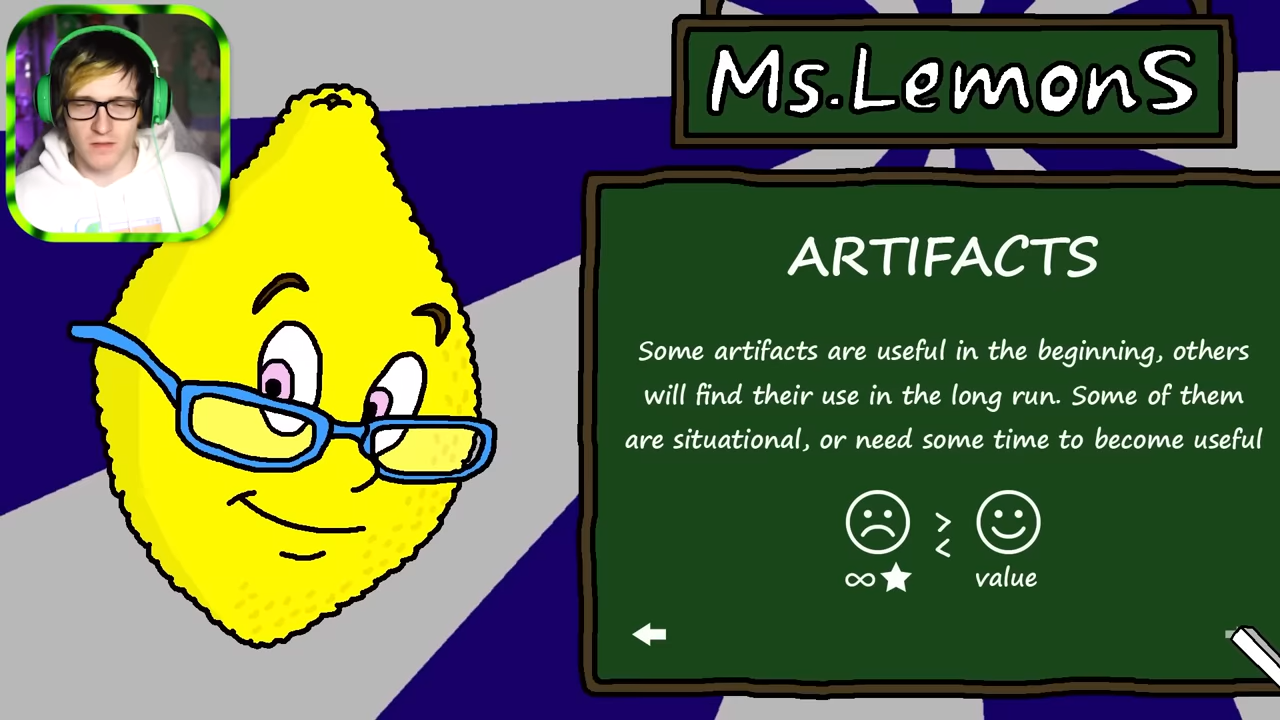 Ms.LemonS
ARTIFACTS
Some artifacts are useful in the beginning, others
will find their use in the long run. Some of them
are situational, or need some time to become useful
> <
∞★ value